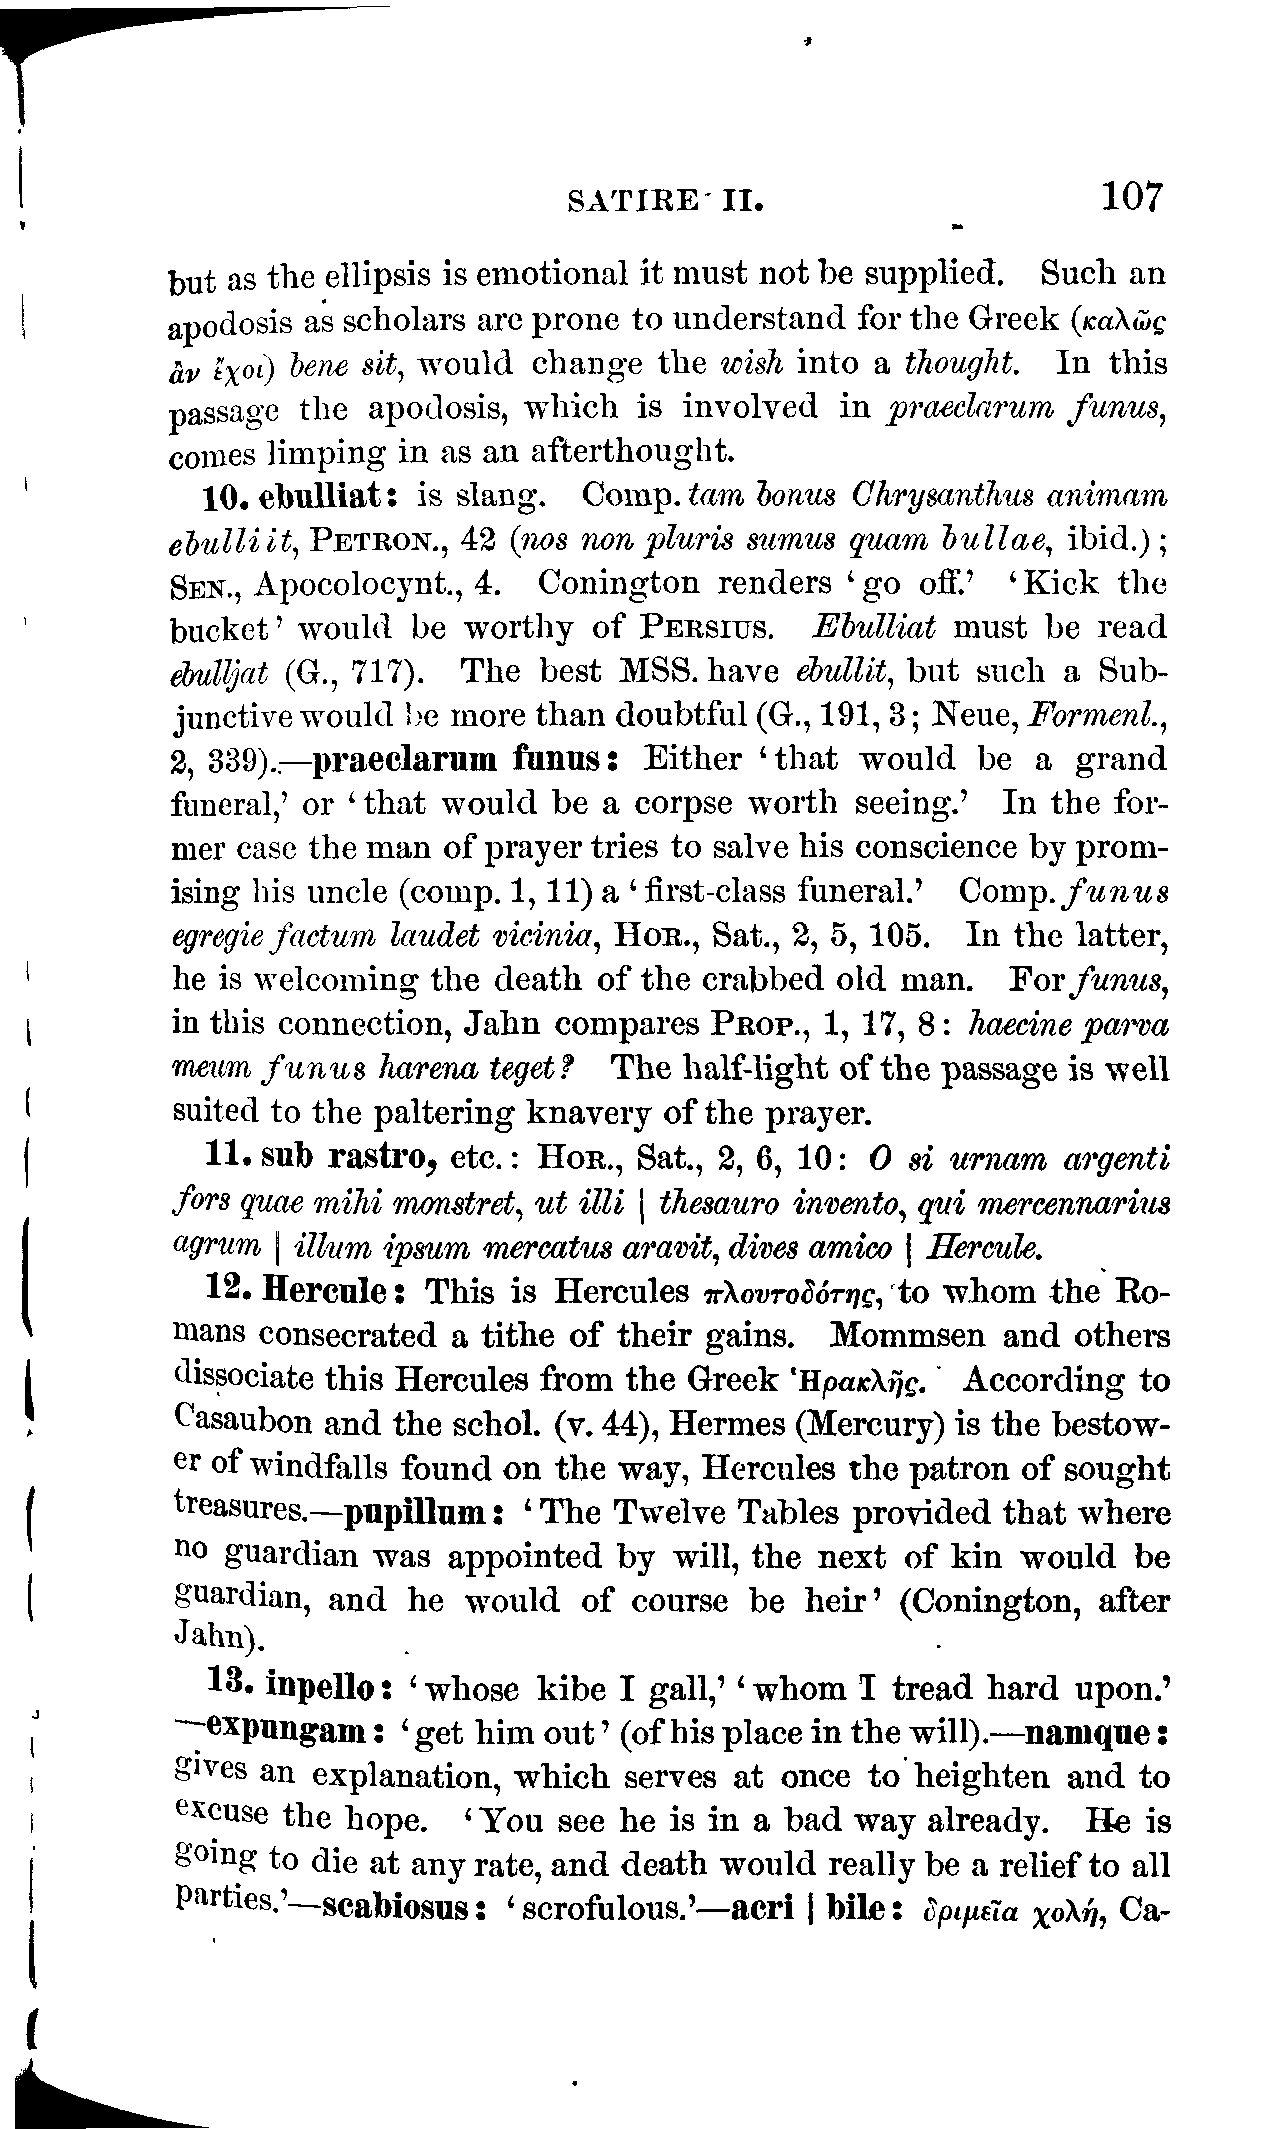 SATIRE II. 107
but as the ellipsis is emotional it must not be supplied. Such an
apodosis as scholars are prone to understand for the Greek (καλῶς
ἂν ἔχοι) bene sit, would change the wish into a thought. In this
passage the apodosis, which is involved in praeclarum funus,
comes limping in as an afterthought.
10. ebulliat: is slang. Comp. tam bonus Chrysanthus animam
ebulliit, PETRON., 42 (nos non pluris sumus quam bullae, ibid.);
SEN., Apocolocynt., 4. Conington renders ‘go off.’ ‘Kick the
bucket’ would be worthy of PERSIUS. Ebulliat must be read
ebulljat (G., 717). The best MSS. have ebullit, but such a Sub-
junctive would be more than doubtful (G., 191, 3; Neue, Formenl.,
2, 339).—praeclarum funus: Either ‘that would be a grand
funeral,’ or ‘that would be a corpse worth seeing.’ In the for-
mer case the man of prayer tries to salve his conscience by prom-
ising his uncle (comp. 1, 11) a ‘first-class funeral.’ Comp. funus
egregie factum laudet vicinia, HOR., Sat., 2, 5, 105. In the latter,
he is welcoming the death of the crabbed old man. For funus,
in this connection, Jahn compares PROP., 1, 17, 8: haecine parva
meum funus harena teget? The half-light of the passage is well
suited to the paltering knavery of the prayer.
11. sub rastro, etc.: HOR., Sat., 2, 6, 10: O si urnam argenti
fors quae mihi monstret, ut illi | thesauro invento, qui mercennarius
agrum | illum ipsum mercatus aravit, dives amico | Hercule.
12. Hercule: This is Hercules πλουτοδότης, to whom the Ro-
mans consecrated a tithe of their gains. Mommsen and others
dissociate this Hercules from the Greek Ἡρακλῆς. According to
Casaubon and the schol. (v. 44), Hermes (Mercury) is the bestow-
er of windfalls found on the way, Hercules the patron of sought
treasures.—pupillum: ‘The Twelve Tables provided that where
no guardian was appointed by will, the next of kin would be
guardian, and he would of course be heir’ (Conington, after
Jahn).
13. inpello: ‘whose kibe I gall,’ ‘whom I tread hard upon.’
—expungam: ‘get him out’ (of his place in the will).—namque:
gives an explanation, which serves at once to heighten and to
excuse the hope. ‘You see he is in a bad way already. He is
going to die at any rate, and death would really be a relief to all
parties.’—scabiosus: ‘scrofulous.’—acri | bile: δριμεῖα χολή, Ca-